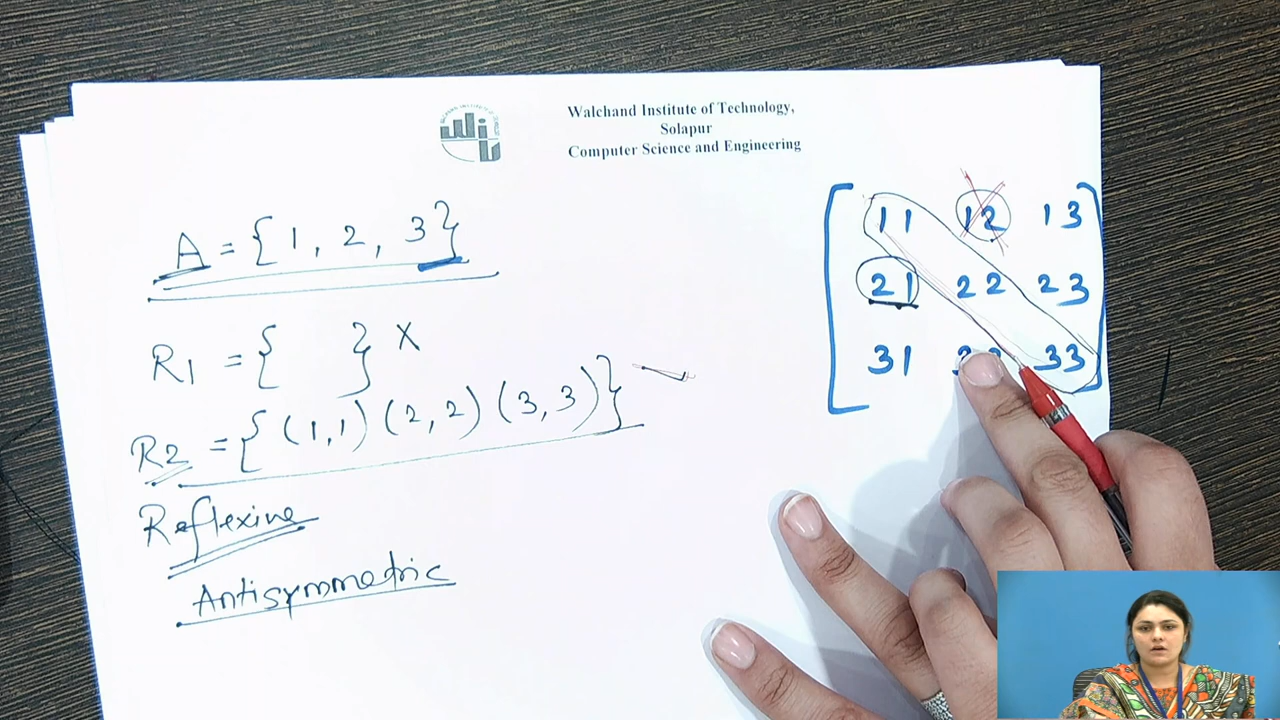 Walchand Institute of Technology,
Solapur
Computer Science and Engineering
A = { 1, 2, 3 }
R1 = { } X
R2 = { (1,1) (2,2) (3,3) }
Reflexive
Antisymmetric
11 12 13
21 22 23
31 33